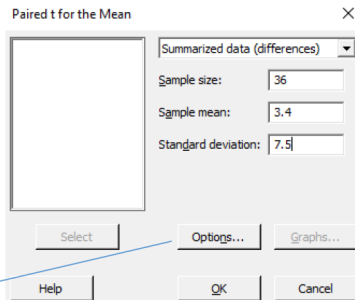 Paired t for the Mean
Summarized data (differences)
Sample size: 36
Sample mean: 3.4
Standard deviation: 7.5
Select Options... Graphs...
Help OK Cancel